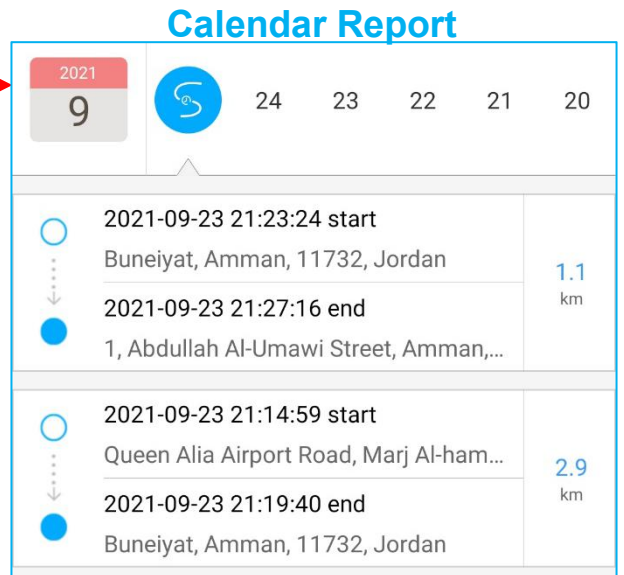 Calendar Report
2021
9
24 23 22 21 20
2021-09-23 21:23:24 start
Buneiyat, Amman, 11732, Jordan
1.1
km
2021-09-23 21:27:16 end
1, Abdullah Al-Umawi Street, Amman,...
2021-09-23 21:14:59 start
Queen Alia Airport Road, Marj Al-ham...
2.9
km
2021-09-23 21:19:40 end
Buneiyat, Amman, 11732, Jordan